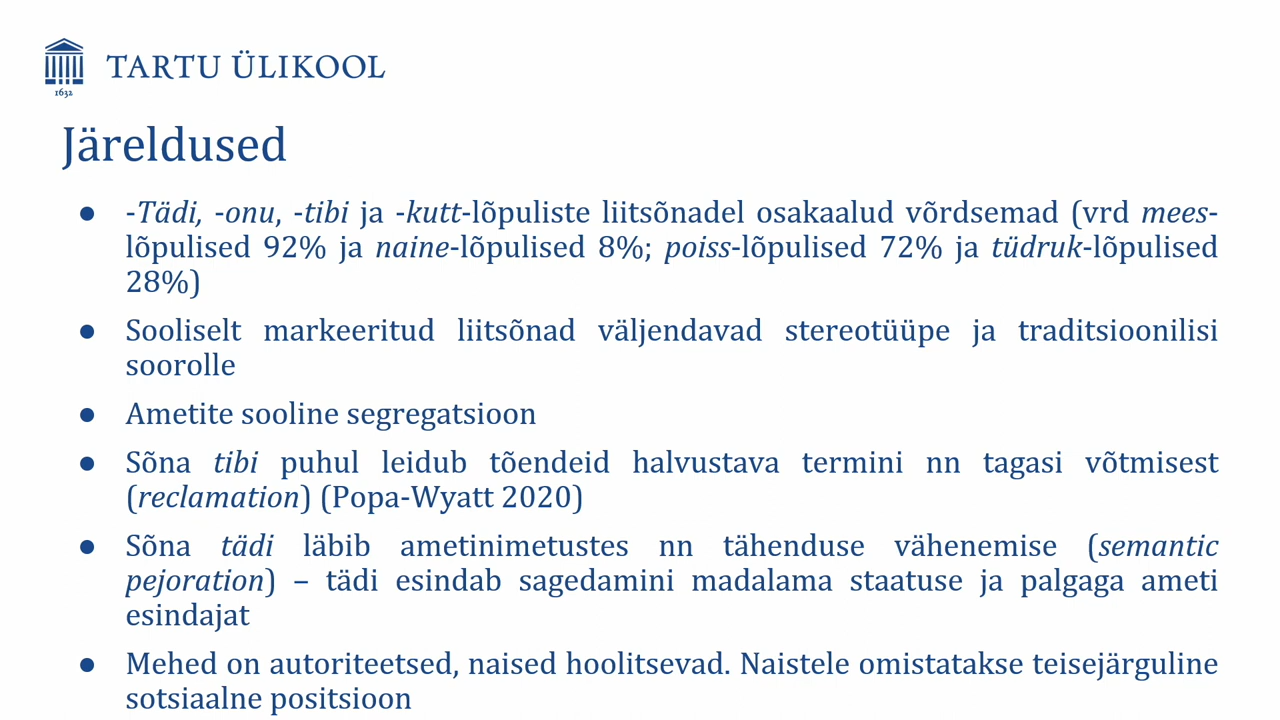 TARTU ÜLIKOOL
1632
Järeldused
● -Tädi, -onu, -tibi ja -kutt-lõpuliste liitsõnadel osakaalud võrdsemad (vrd mees-
lõpulised 92% ja naine-lõpulised 8%; poiss-lõpulised 72% ja tüdruk-lõpulised
28%)
● Sooliselt markeeritud liitsõnad väljendavad stereotüüpe ja traditsioonilisi
soorolle
● Ametite sooline segregatsioon
● Sõna tibi puhul leidub tõendeid halvustava termini nn tagasi võtmisest
(reclamation) (Popa-Wyatt 2020)
● Sõna tädi läbib ametinimetustes nn tähenduse vähenemise (semantic
pejoration) – tädi esindab sagedamini madalama staatuse ja palgaga ameti
esindajat
● Mehed on autoriteetsed, naised hoolitsevad. Naistele omistatakse teisejärguline
sotsiaalne positsioon